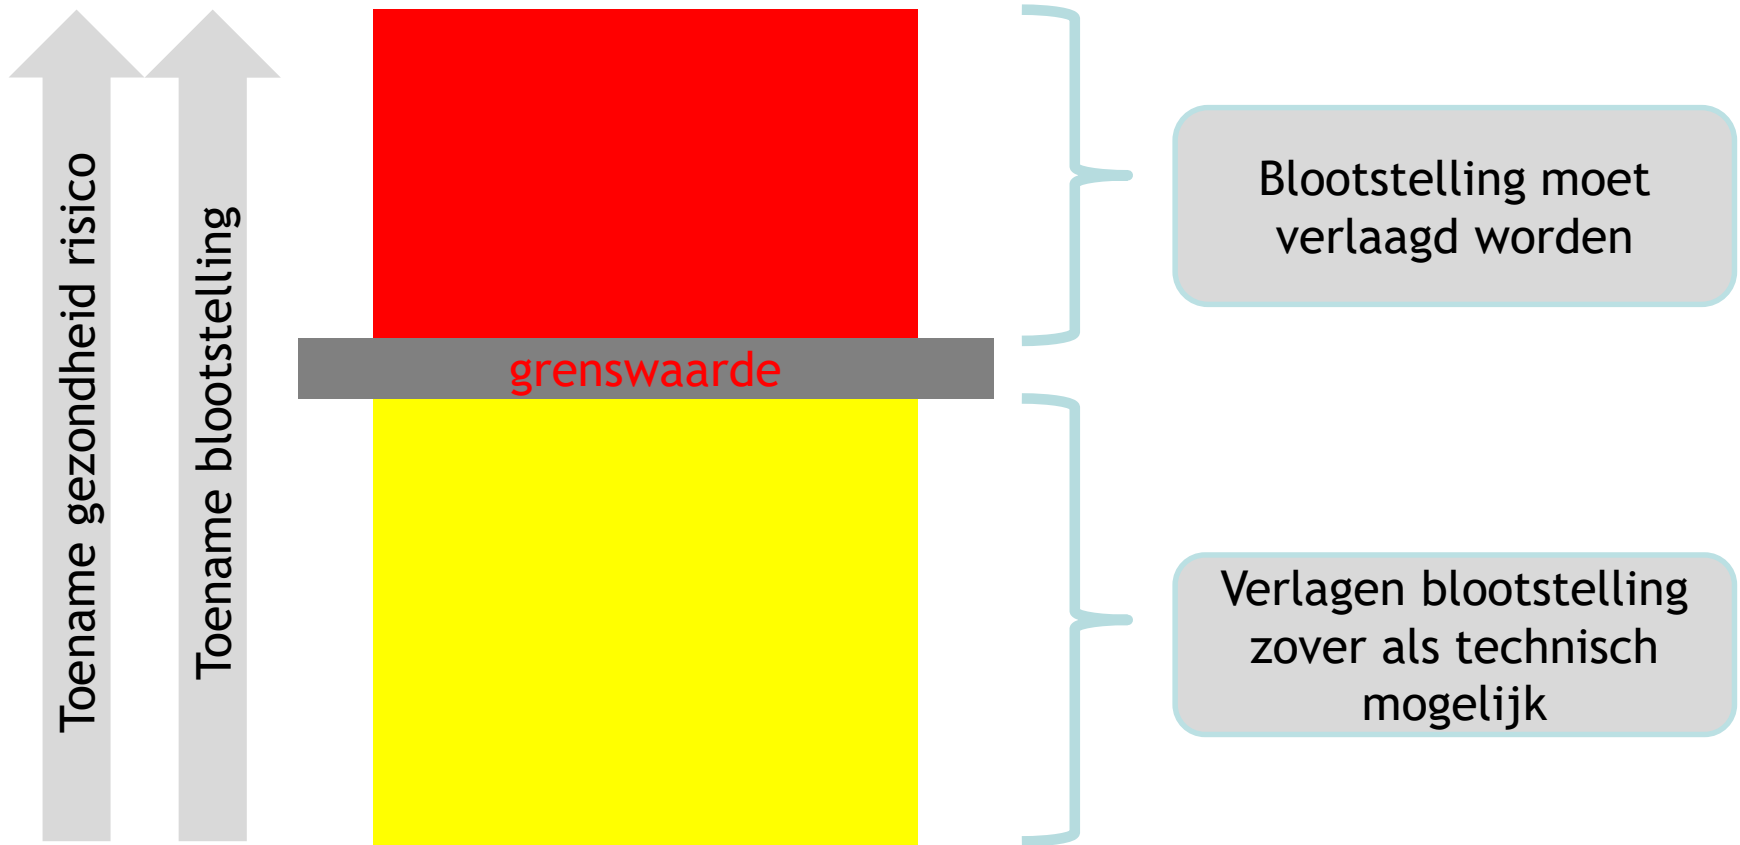 Toename gezondheid risico
Toename blootstelling
grenswaarde
Blootstelling moet
verlaagd worden
Verlagen blootstelling
zover als technisch
mogelijk